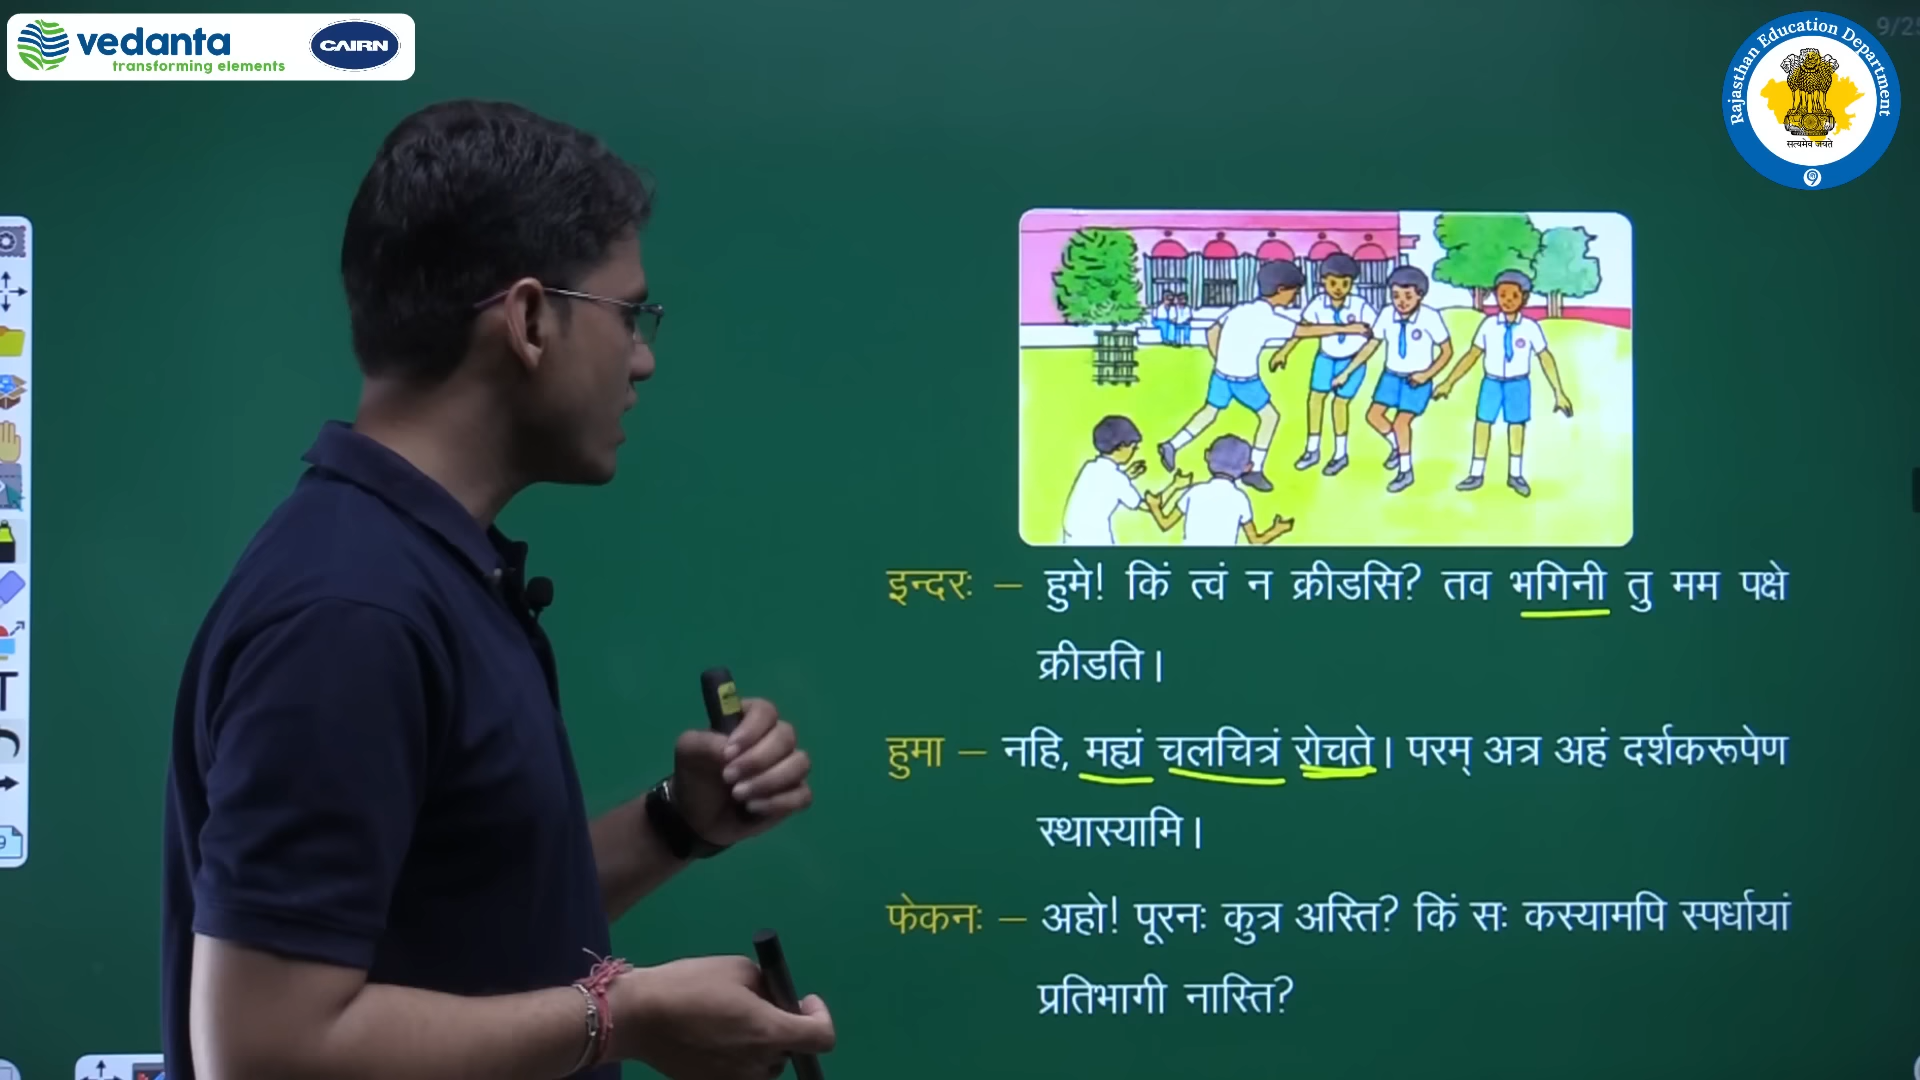 vedanta
transforming elements
CAIRN
Rajasthan Education Department
सत्यमेव जयते
इन्दरः – हुमे! किं त्वं न क्रीडसि? तव भगिनी तु मम पक्षे
क्रीडति।
हुमा – नहि, मह्यं चलचित्रं रोचते। परम् अत्र अहं दर्शकरूपेण
स्थास्यामि।
फेकनः – अहो! पूरनः कुत्र अस्ति? किं सः कस्यामपि स्पर्धायां
प्रतिभागी नास्ति?